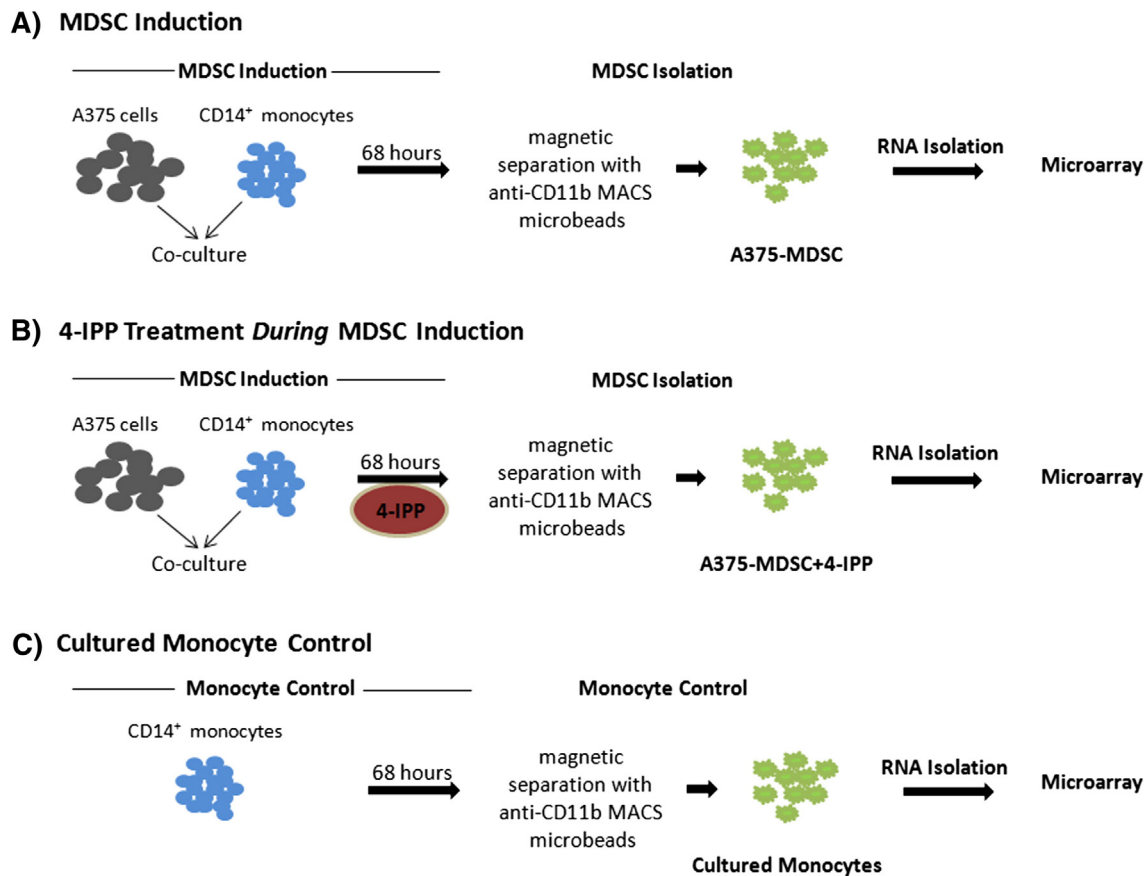 A) MDSC Induction
MDSC Induction
MDSC Isolation
A375 cells
CD14⁺ monocytes
68 hours
magnetic
separation with
anti-CD11b MACS
microbeads
RNA Isolation
Microarray
Co-culture
A375-MDSC
B) 4-IPP Treatment During MDSC Induction
MDSC Induction
MDSC Isolation
A375 cells
CD14⁺ monocytes
68 hours
4-IPP
magnetic
separation with
anti-CD11b MACS
microbeads
RNA Isolation
Microarray
Co-culture
A375-MDSC+4-IPP
C) Cultured Monocyte Control
Monocyte Control
Monocyte Control
CD14⁺ monocytes
68 hours
magnetic
separation with
anti-CD11b MACS
microbeads
RNA Isolation
Microarray
Cultured Monocytes